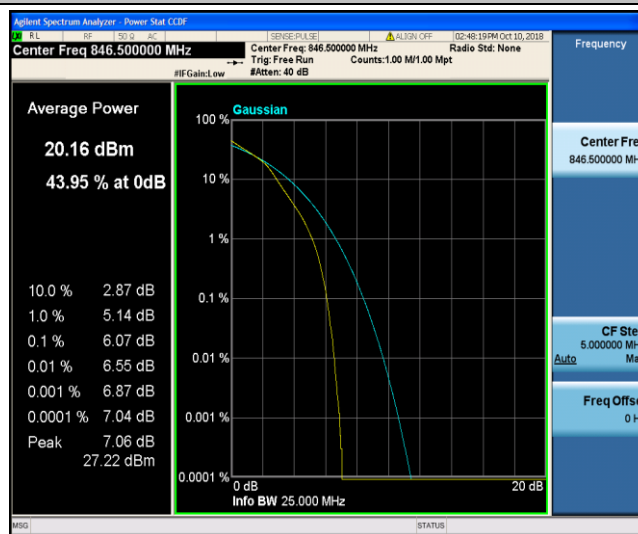 Agilent Spectrum Analyzer - Power Stat CCDF
RL RF 50 Ω AC SENSE:PULSE ALIGN OFF 02:48:19 PM Oct 10, 2018
Center Freq 846.500000 MHz
Center Freq: 846.500000 MHz Radio Std: None
Trig: Free Run Counts:1.00 M/1.00 Mpt
#IFGain:Low #Atten: 40 dB
Frequency
Average Power
20.16 dBm
43.95 % at 0dB
10.0 % 2.87 dB
1.0 % 5.14 dB
0.1 % 6.07 dB
0.01 % 6.55 dB
0.001 % 6.87 dB
0.0001 % 7.04 dB
Peak 7.06 dB
27.22 dBm
Gaussian
100 %
10 %
1 %
0.1 %
0.01 %
0.001 %
0.0001 %
0 dB 20 dB
Info BW 25.000 MHz
Center Fre
846.500000 MH
CF Ste
5.000000 MH
Auto Ma
Freq Offs
0 H
MSG STATUS